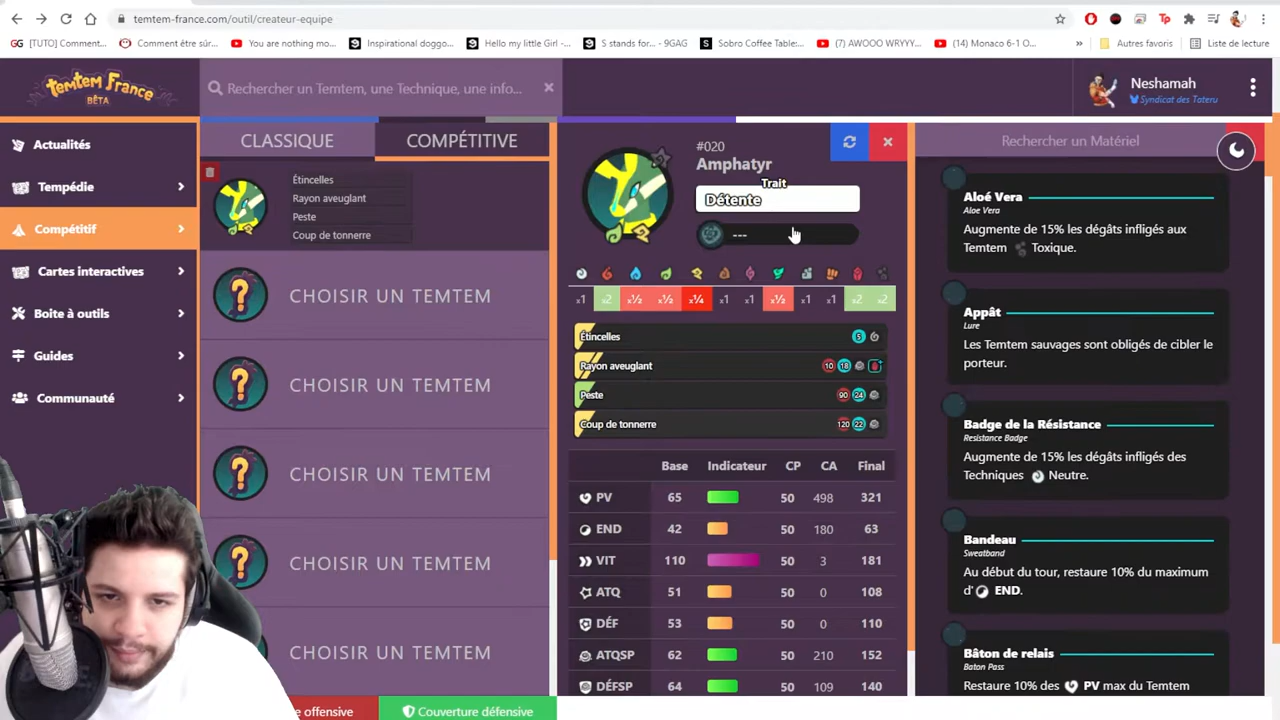 temtem-france.com/outil/createur-equipe
GG [TUTO] Comment...
Comment être sûr...
You are nothing mo...
Inspirational doggo...
Hello my little Girl -...
S stands for... - 9GAG
Sobro Coffee Table:...
(7) AWOOO WRYYY...
(14) Monaco 6-1 O...
»
Autres favoris
Liste de lecture
temtem France
BÊTA
Rechercher un Temtem, une Technique, une info...
Neshamah
Syndicat des Tateru
Actualités
Tempédie
Compétitif
Cartes interactives
Boite à outils
Guides
Communauté
CLASSIQUE
COMPÉTITIVE
Étincelles
Rayon aveuglant
Peste
Coup de tonnerre
CHOISIR UN TEMTEM
CHOISIR UN TEMTEM
CHOISIR UN TEMTEM
CHOISIR UN TEMTEM
CHOISIR UN TEMTEM
e offensive
Couverture défensive
#020
Amphatyr
Trait
Détente
---
x1 x2 x½ x½ x¼ x1 x1 x½ x1 x1 x2 x2
Étincelles 5
Rayon aveuglant 10 18
Peste 90 24
Coup de tonnerre 120 22
Base Indicateur CP CA Final
PV 65 50 498 321
END 42 50 180 63
VIT 110 50 3 181
ATQ 51 50 0 108
DÉF 53 50 0 110
ATQSP 62 50 210 152
DÉFSP 64 50 109 140
Rechercher un Matériel
Aloé Vera
Aloe Vera
Augmente de 15% les dégâts infligés aux
Temtem Toxique.
Appât
Lure
Les Temtem sauvages sont obligés de cibler le
porteur.
Badge de la Résistance
Resistance Badge
Augmente de 15% les dégâts infligés des
Techniques Neutre.
Bandeau
Sweatband
Au début du tour, restaure 10% du maximum
d' END.
Bâton de relais
Baton Pass
Restaure 10% des PV max du Temtem